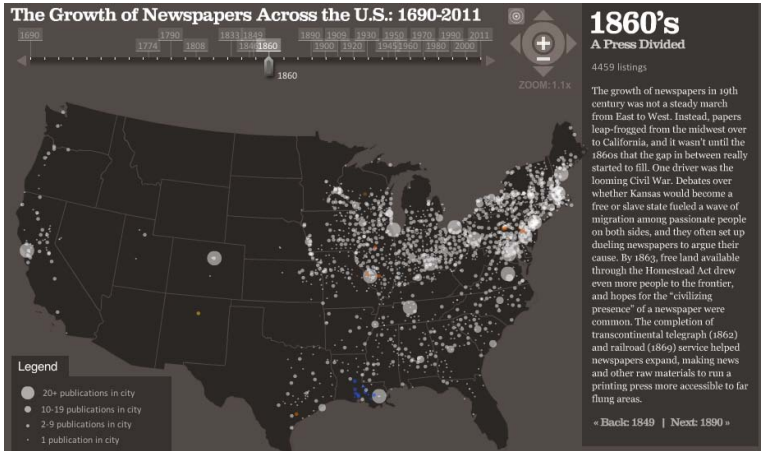 The Growth of Newspapers Across the U.S.: 1690-2011
1690 1790 1833 1849 1890 1909 1930 1950 1970 1990 2011
1774 1808 1860 1900 1920 1940 1960 1980 2000
1860
ZOOM: 1.1x
1860's
A Press Divided
4459 listings
The growth of newspapers in 19th
century was not a steady march
from East to West. Instead, papers
leap-frogged from the midwest over
to California, and it wasn't until the
1860s that the gap in between really
started to fill. One driver was the
looming Civil War. Debates over
whether Kansas would become a
free or slave state fueled a wave of
migration among passionate people
on both sides, and they often set up
dueling newspapers to argue their
cause. By 1863, free land available
through the Homestead Act drew
even more people to the frontier,
and hopes for the "civilizing
presence" of a newspaper were
common. The completion of
transcontinental telegraph (1862)
and railroad (1869) service helped
newspapers expand, making news
and other raw materials to run a
printing press more accessible to far
flung areas.
« Back: 1849 | Next: 1890 »
Legend
20+ publications in city
10-19 publications in city
2-9 publications in city
1 publication in city